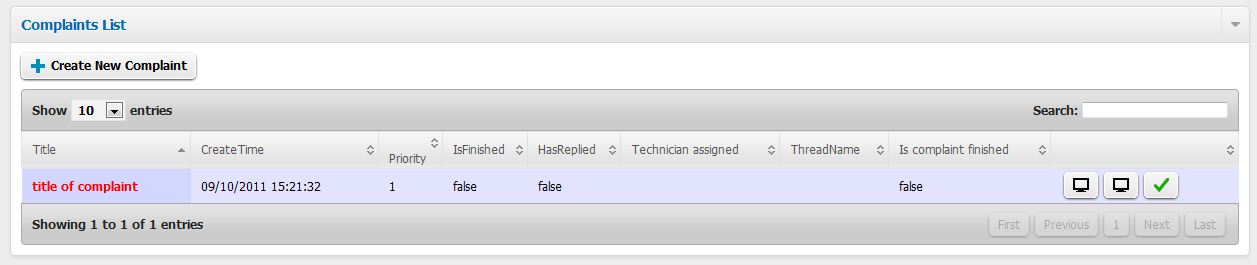 Complaints List
Create New Complaint
Show 10 entries Search:
Title CreateTime Priority IsFinished HasReplied Technician assigned ThreadName Is complaint finished
title of complaint 09/10/2011 15:21:32 1 false false false
Showing 1 to 1 of 1 entries First Previous 1 Next Last